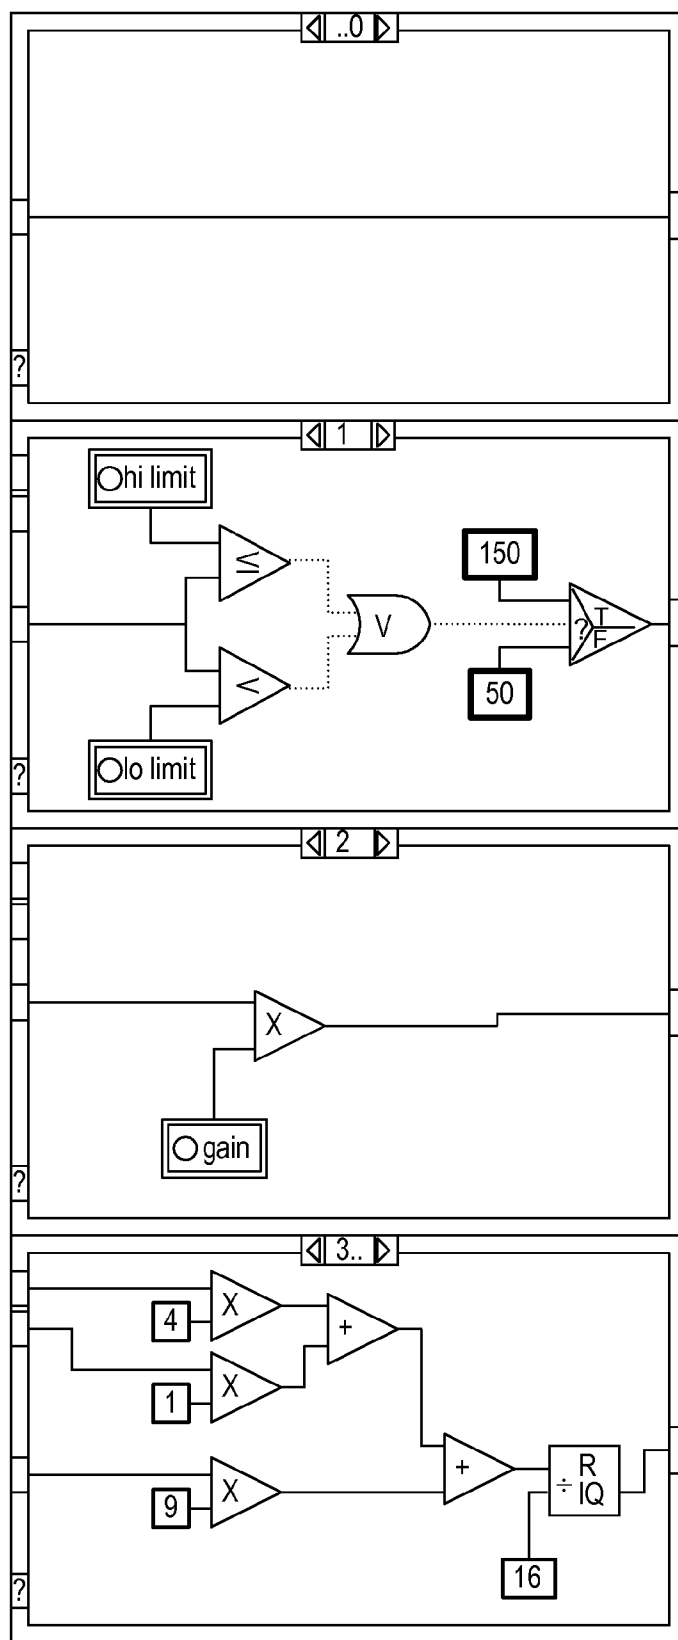 ..0
?
1
hi limit
≤
150
V
? T
F
<
50
lo limit
?
2
X
gain
?
3..
X
4
+
X
1
+
R
÷ IQ
X
9
16
?